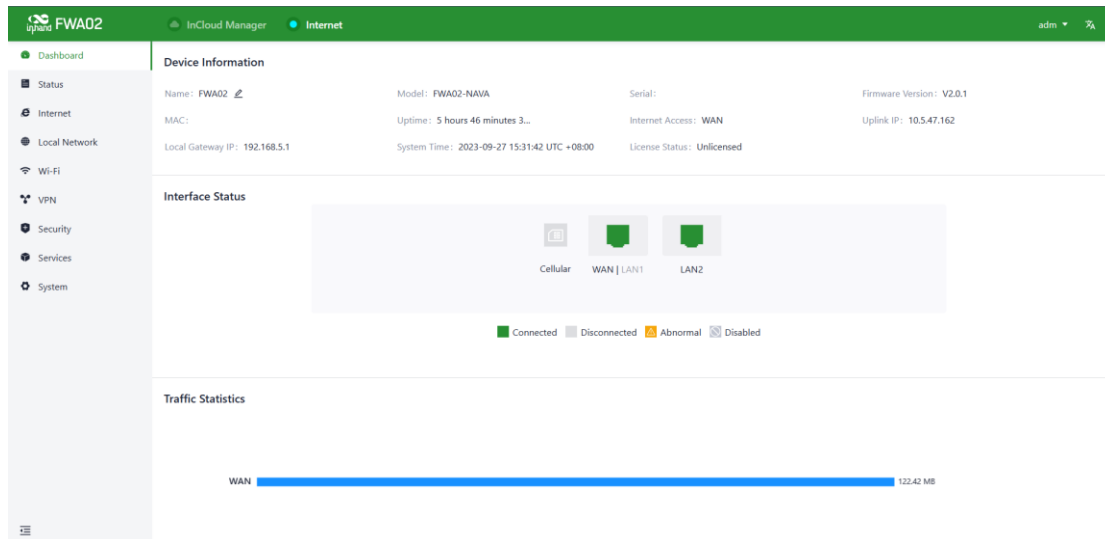 inhand FWA02 InCloud Manager Internet adm
Dashboard
Status
Internet
Local Network
Wi-Fi
VPN
Security
Services
System
Device Information
Name: FWA02 Model: FWA02-NAVA Serial: Firmware Version: V2.0.1
MAC: Uptime: 5 hours 46 minutes 3... Internet Access: WAN Uplink IP: 10.5.47.162
Local Gateway IP: 192.168.5.1 System Time: 2023-09-27 15:31:42 UTC +08:00 License Status: Unlicensed
Interface Status
Cellular WAN | LAN1 LAN2
Connected Disconnected Abnormal Disabled
Traffic Statistics
WAN 122.42 MB